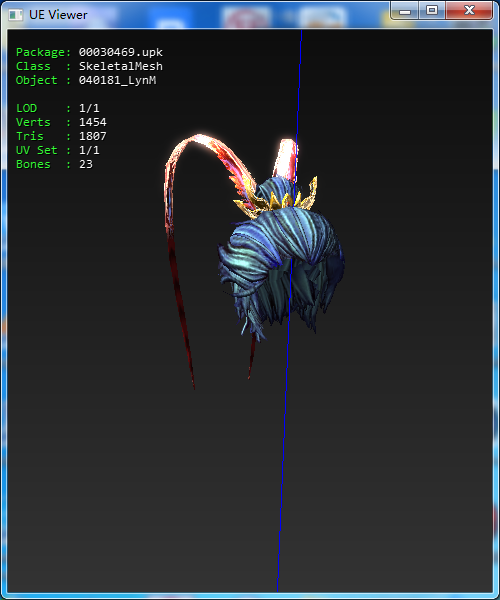 UE Viewer
Package: 00030469.upk
Class : SkeletalMesh
Object : 040181_LynM
LOD : 1/1
Verts : 1454
Tris : 1807
UV Set : 1/1
Bones : 23